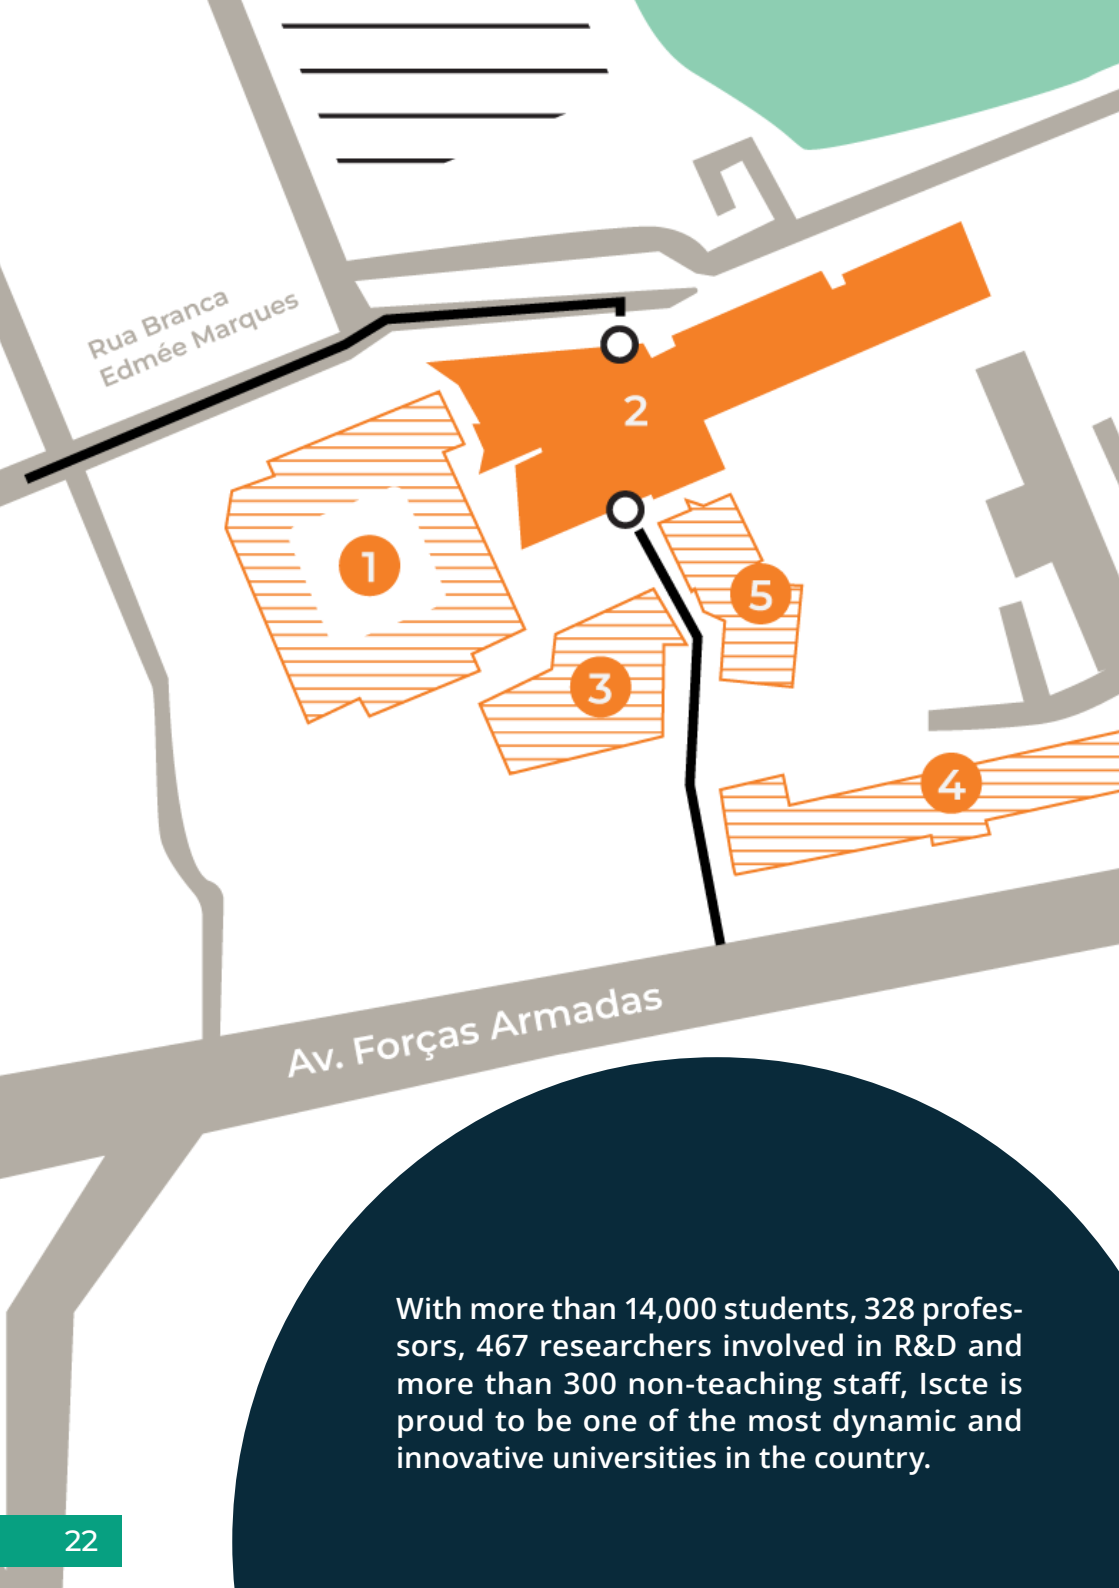 Rua Branca
Edmée Marques
2
1
5
3
4
Av. Forças Armadas
With more than 14,000 students, 328 profes-
sors, 467 researchers involved in R&D and
more than 300 non-teaching staff, Iscte is
proud to be one of the most dynamic and
innovative universities in the country.
22